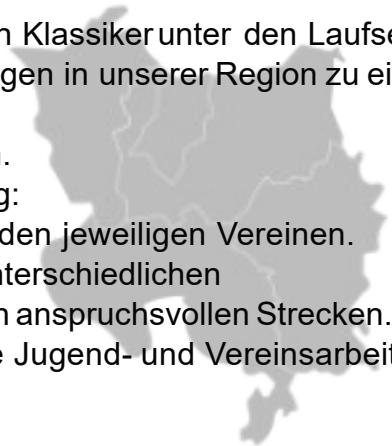 n Klassiker unter den Laufse
gen in unserer Region zu ei
.
g:
den jeweiligen Vereinen.
nterschiedlichen
n anspruchsvollen Strecken.
e Jugend- und Vereinsarbeit